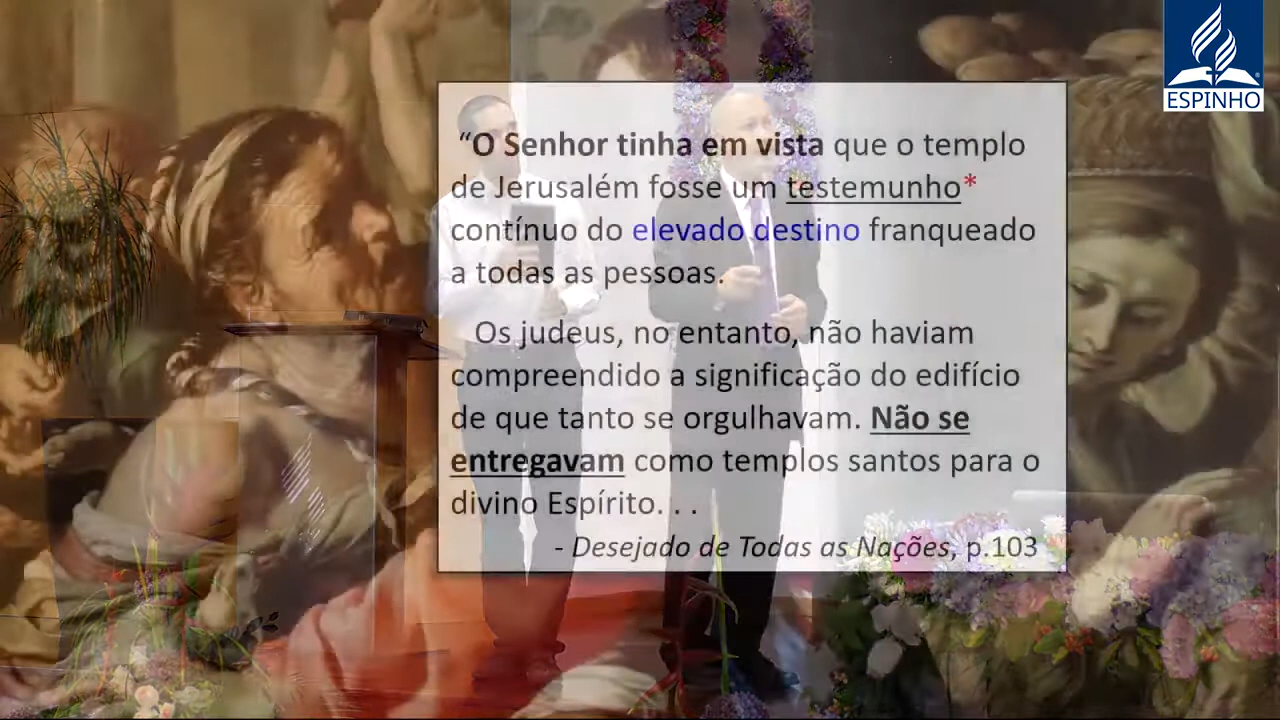 ESPINHO
“O Senhor tinha em vista que o templo
de Jerusalém fosse um testemunho*
contínuo do elevado destino franqueado
a todas as pessoas.
Os judeus, no entanto, não haviam
compreendido a significação do edifício
de que tanto se orgulhavam. Não se
entregavam como templos santos para o
divino Espírito. . .
- Desejado de Todas as Nações, p.103